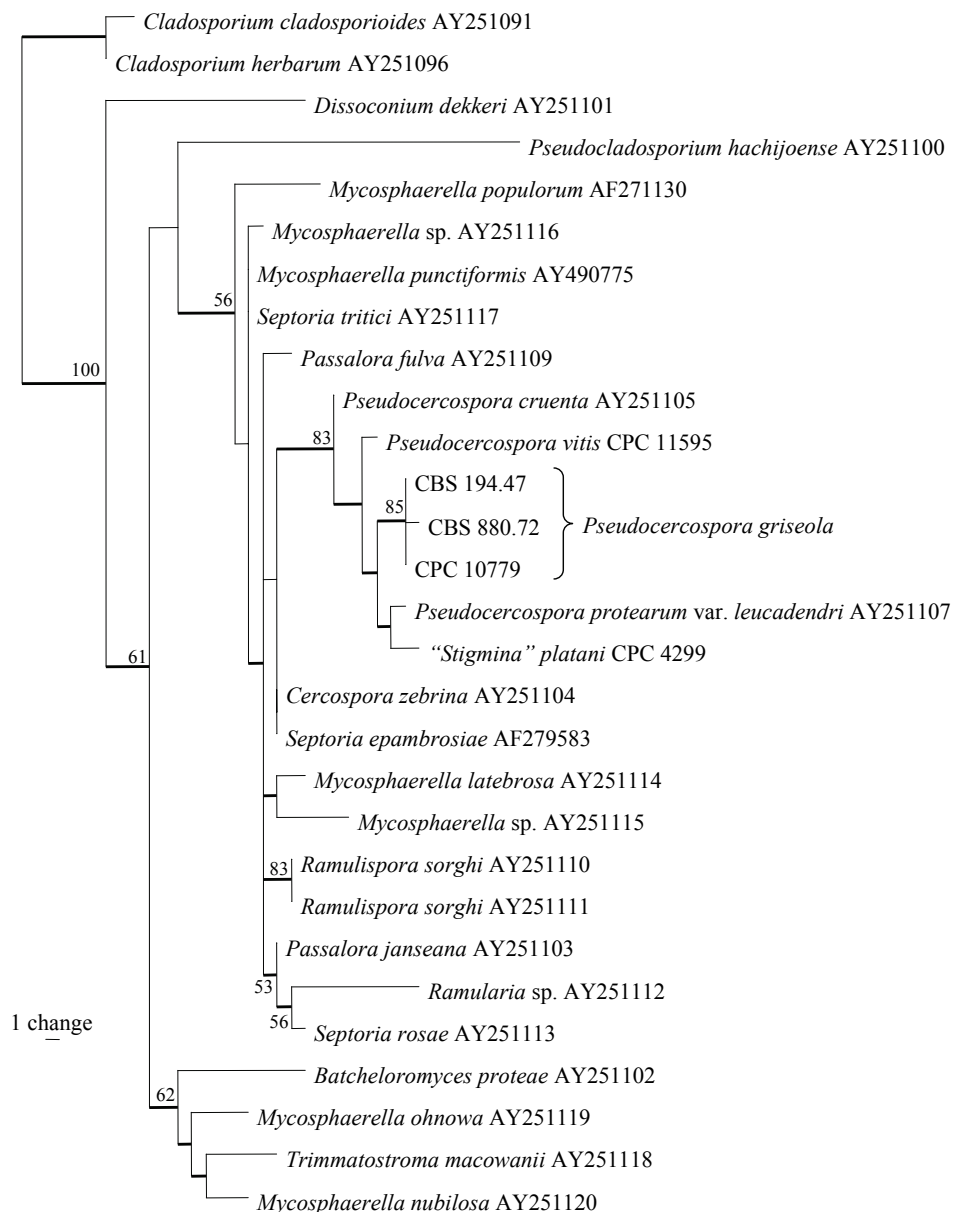 Cladosporium cladosporioides AY251091
Cladosporium herbarum AY251096
Dissoconium dekkeri AY251101
Pseudocladosporium hachijoense AY251100
Mycosphaerella populorum AF271130
Mycosphaerella sp. AY251116
Mycosphaerella punctiformis AY490775
56
Septoria tritici AY251117
Passalora fulva AY251109
100
Pseudocercospora cruenta AY251105
83
Pseudocercospora vitis CPC 11595
CBS 194.47
85
CBS 880.72
Pseudocercospora griseola
CPC 10779
Pseudocercospora protearum var. leucadendri AY251107
61
“Stigmina” platani CPC 4299
Cercospora zebrina AY251104
Septoria epambrosiae AF279583
Mycosphaerella latebrosa AY251114
Mycosphaerella sp. AY251115
83
Ramulispora sorghi AY251110
Ramulispora sorghi AY251111
Passalora janseana AY251103
53
Ramularia sp. AY251112
56
Septoria rosae AY251113
1 change
Batcheloromyces proteae AY251102
62
Mycosphaerella ohnowa AY251119
Trimmatostroma macowanii AY251118
Mycosphaerella nubilosa AY251120